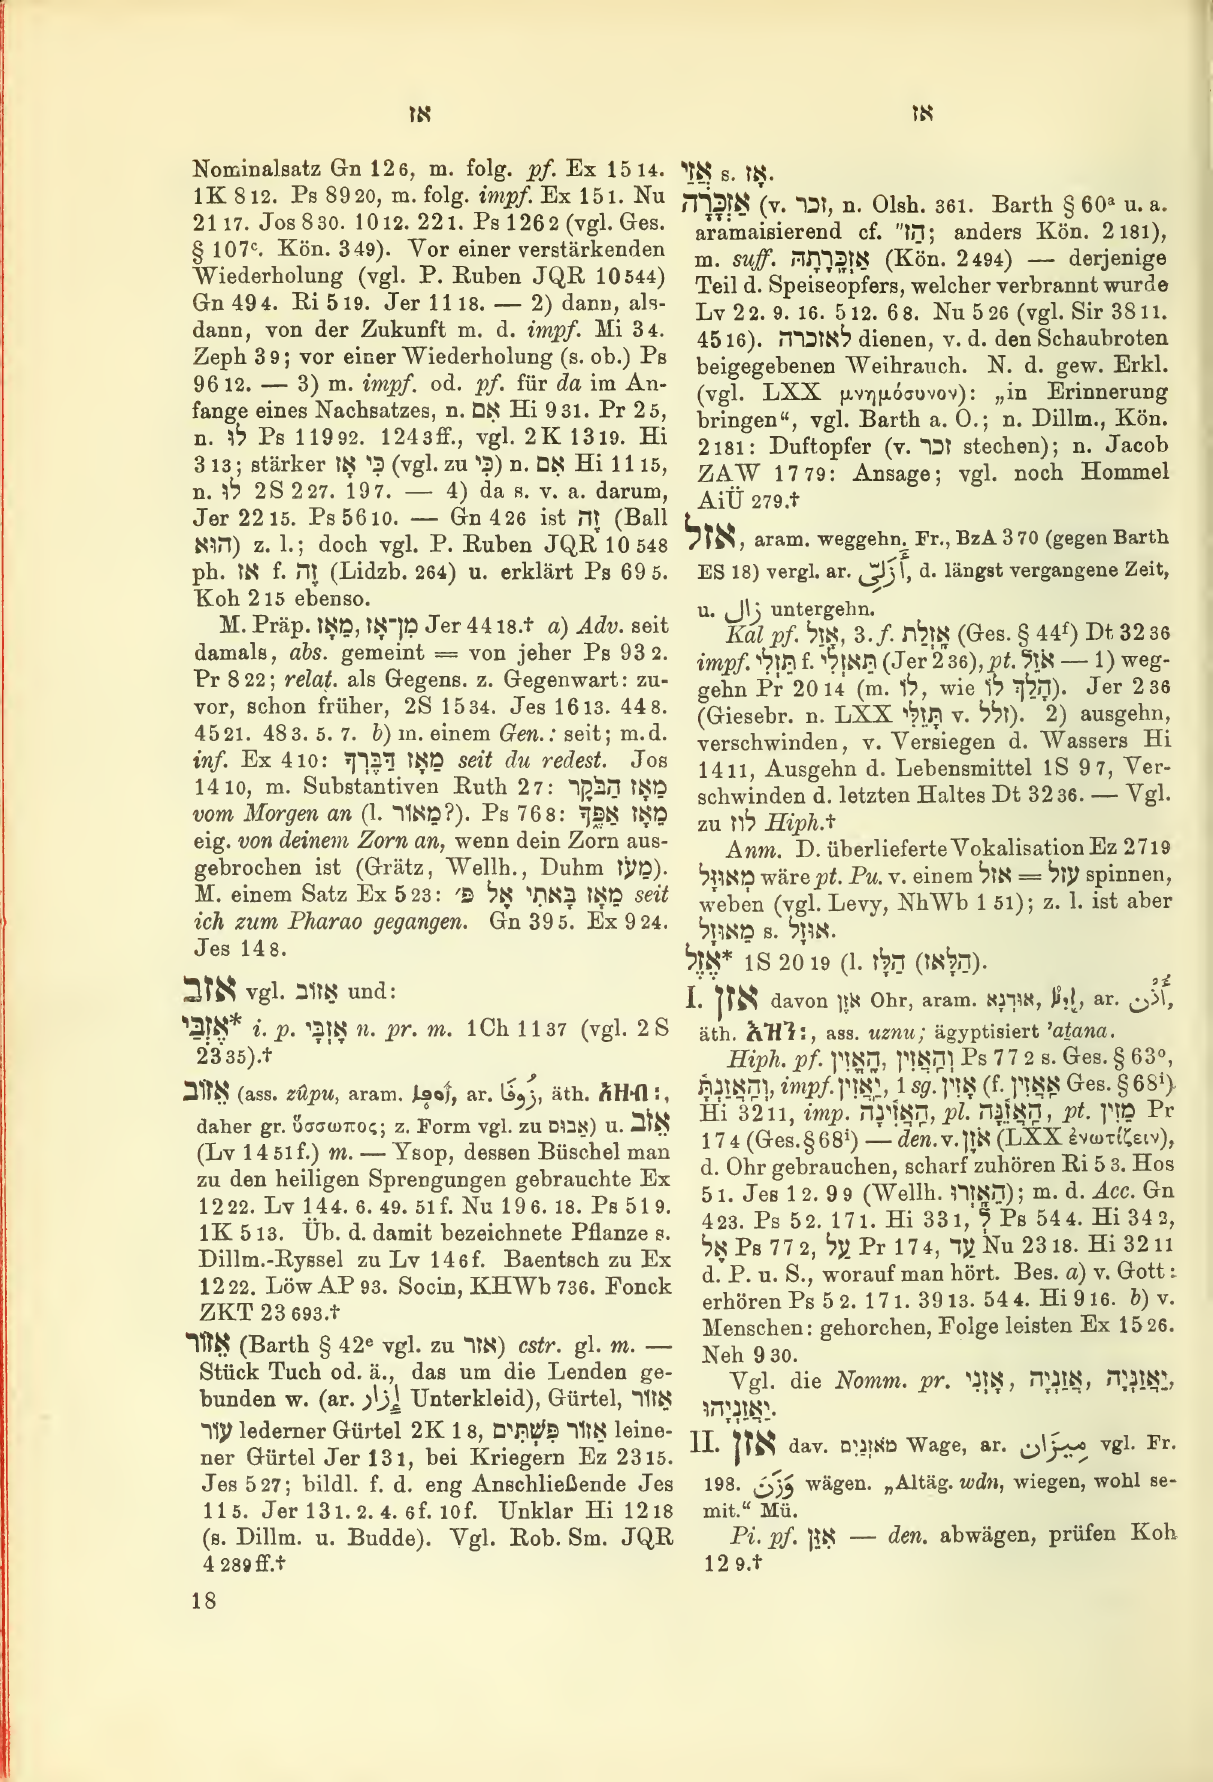 אז
אז
Nominalsatz Gn 12 6, m. folg. pf. Ex 15 14.
1K 8 12. Ps 89 20, m. folg. impf. Ex 15 1. Nu
21 17. Jos 8 30. 10 12. 22 1. Ps 126 2 (vgl. Ges.
§ 107ᶜ. Kön. 3 49). Vor einer verstärkenden
Wiederholung (vgl. P. Ruben JQR 10 544)
Gn 49 4. Ri 5 19. Jer 11 18. — 2) dann, als-
dann, von der Zukunft m. d. impf. Mi 3 4.
Zeph 3 9; vor einer Wiederholung (s. ob.) Ps
96 12. — 3) m. impf. od. pf. für da im An-
fange eines Nachsatzes, n. אִם Hi 9 31. Pr 2 5,
n. לוּ Ps 119 92. 124 3ff., vgl. 2K 13 19. Hi
3 13; stärker כִּי אָז (vgl. zu כִּי) n. אִם Hi 11 15,
n. לוּ 2S 2 27. 19 7. — 4) da s. v. a. darum,
Jer 22 15. Ps 56 10. — Gn 4 26 ist זֶה (Ball
הוּא) z. l.; doch vgl. P. Ruben JQR 10 548
ph. אז f. זֶה (Lidzb. 264) u. erklärt Ps 69 5.
Koh 2 15 ebenso.
M. Präp. מֵאָז, מִן־אָז Jer 44 18.† a) Adv. seit
damals, abs. gemeint = von jeher Ps 93 2.
Pr 8 22; relat. als Gegens. z. Gegenwart: zu-
vor, schon früher, 2S 15 34. Jes 16 13. 44 8.
45 21. 48 3. 5. 7. b) m. einem Gen.: seit; m. d.
inf. Ex 4 10: מֵאָז דַּבֶּרְךָ seit du redest. Jos
14 10, m. Substantiven Ruth 2 7: מֵאָז הַבֹּקֶר
vom Morgen an (l. מֵאוֹר?). Ps 76 8: מֵאָז אַפֶּךָ
eig. von deinem Zorn an, wenn dein Zorn aus-
gebrochen ist (Grätz, Wellh., Duhm מֵעֹז).
M. einem Satz Ex 5 23: מֵאָז בָּאתִי אֶל פּ׳ seit
ich zum Pharao gegangen. Gn 39 5. Ex 9 24.
Jes 14 8.
אזב vgl. אֵזוֹב und:
אֶזְבַּי* i. p. אֶזְבָּי n. pr. m. 1Ch 11 37 (vgl. 2 S
23 35).†
אֵזוֹב (ass. zûpu, aram. ܙܘܦܐ, ar. زُوفَا, äth. አዞብ፡,
daher gr. ὕσσωπος; z. Form vgl. zu אֵבוּס) u. אֵזֹב
(Lv 14 51f.) m. — Ysop, dessen Büschel man
zu den heiligen Sprengungen gebrauchte Ex
12 22. Lv 14 4. 6. 49. 51f. Nu 19 6. 18. Ps 51 9.
1K 5 13. Üb. d. damit bezeichnete Pflanze s.
Dillm.-Ryssel zu Lv 14 6f. Baentsch zu Ex
12 22. Löw AP 93. Socin, KHWb 736. Fonck
ZKT 23 693.†
אֵזוֹר (Barth § 42ᵉ vgl. zu אזר) cstr. gl. m. —
Stück Tuch od. ä., das um die Lenden ge-
bunden w. (ar. إِزَار Unterkleid), Gürtel, אֵזוֹר
עוֹר lederner Gürtel 2K 1 8, אֵזוֹר פִּשְׁתִּים leine-
ner Gürtel Jer 13 1, bei Kriegern Ez 23 15.
Jes 5 27; bildl. f. d. eng Anschließende Jes
11 5. Jer 13 1. 2. 4. 6f. 10f. Unklar Hi 12 18
(s. Dillm. u. Budde). Vgl. Rob. Sm. JQR
4 289ff.†
18
אֲזַי s. אָז.
אַזְכָּרָה (v. זכר, n. Olsh. 361. Barth § 60ᵃ u. a.
aramaisierend cf. הַז״; anders Kön. 2 181),
m. suff. אַזְכָּרָתָהּ (Kön. 2 494) — derjenige
Teil d. Speiseopfers, welcher verbrannt wurde
Lv 2 2. 9. 16. 5 12. 6 8. Nu 5 26 (vgl. Sir 38 11.
45 16). לאזכרה dienen, v. d. den Schaubroten
beigegebenen Weihrauch. N. d. gew. Erkl.
(vgl. LXX μνημόσυνον): „in Erinnerung
bringen“, vgl. Barth a. O.; n. Dillm., Kön.
2 181: Duftopfer (v. זכר stechen); n. Jacob
ZAW 17 79: Ansage; vgl. noch Hommel
AiÜ 279.†
אזל, aram. weggehn. Fr., BzA 3 70 (gegen Barth
ES 18) vergl. ar. أَزَلِيّ, d. längst vergangene Zeit,
u. زال untergehn.
Kal pf. אָזַל, 3. f. אָזְלַת (Ges. § 44ᶠ) Dt 32 36
impf. תֵּזְלִי f. תֵּאזְלִי (Jer 2 36), pt. אֹזֵל — 1) weg-
gehn Pr 20 14 (m. לוֹ, wie הָלַךְ לוֹ). Jer 2 36
(Giesebr. n. LXX תָּזֵלִּי v. זלל). 2) ausgehn,
verschwinden, v. Versiegen d. Wassers Hi
14 11, Ausgehn d. Lebensmittel 1S 9 7, Ver-
schwinden d. letzten Haltes Dt 32 36. — Vgl.
zu לוז Hiph.†
Anm. D. überlieferte Vokalisation Ez 27 19
מְאוּזָּל wäre pt. Pu. v. einem אזל = עזל spinnen,
weben (vgl. Levy, NhWb 1 51); z. l. ist aber
מֵאוּזָל s. אוּזָל.
אֶזֶל* 1S 20 19 (l. הַלָּז (הַלָּאז).
I. אזן davon אֹזֶן Ohr, aram. אוּדְנָא, ܐܕܢܐ, ar. أُذُن,
äth. እዝን፡, ass. uznu; ägyptisiert ’aṯana.
Hiph. pf. הֶאֱזִין, וְהַאֲזִין Ps 77 2 s. Ges. § 63ᵒ,
וְהַאֲזַנְתָּ, impf. יַאֲזִין, 1 sg. אָזִין (f. אַאֲזִין Ges. § 68ⁱ)
Hi 32 11, imp. הַאֲזִינָה, pl. הַאֲזֵנָּה, pt. מֵזִין Pr
17 4 (Ges. § 68ⁱ) — den. v. אֹזֶן (LXX ἐνωτίζειν),
d. Ohr gebrauchen, scharf zuhören Ri 5 3. Hos
5 1. Jes 1 2. 9 9 (Wellh. הֵאָזְרוּ); m. d. Acc. Gn
4 23. Ps 5 2. 17 1. Hi 33 1, לְ Ps 54 4. Hi 34 2,
אֶל Ps 77 2, עַל Pr 17 4, עַד Nu 23 18. Hi 32 11
d. P. u. S., worauf man hört. Bes. a) v. Gott:
erhören Ps 5 2. 17 1. 39 13. 54 4. Hi 9 16. b) v.
Menschen: gehorchen, Folge leisten Ex 15 26.
Neh 9 30.
Vgl. die Nomm. pr. אָזְנִי, אֲזַנְיָה, יַאֲזַנְיָה,
יַאֲזַנְיָהוּ.
II. אזן dav. מֹאזְנַיִם Wage, ar. مِيزَان vgl. Fr.
198. وَزَنَ wägen. „Altäg. wdn, wiegen, wohl se-
mit.“ Mü.
Pi. pf. אִזֵּן — den. abwägen, prüfen Koh
12 9.†